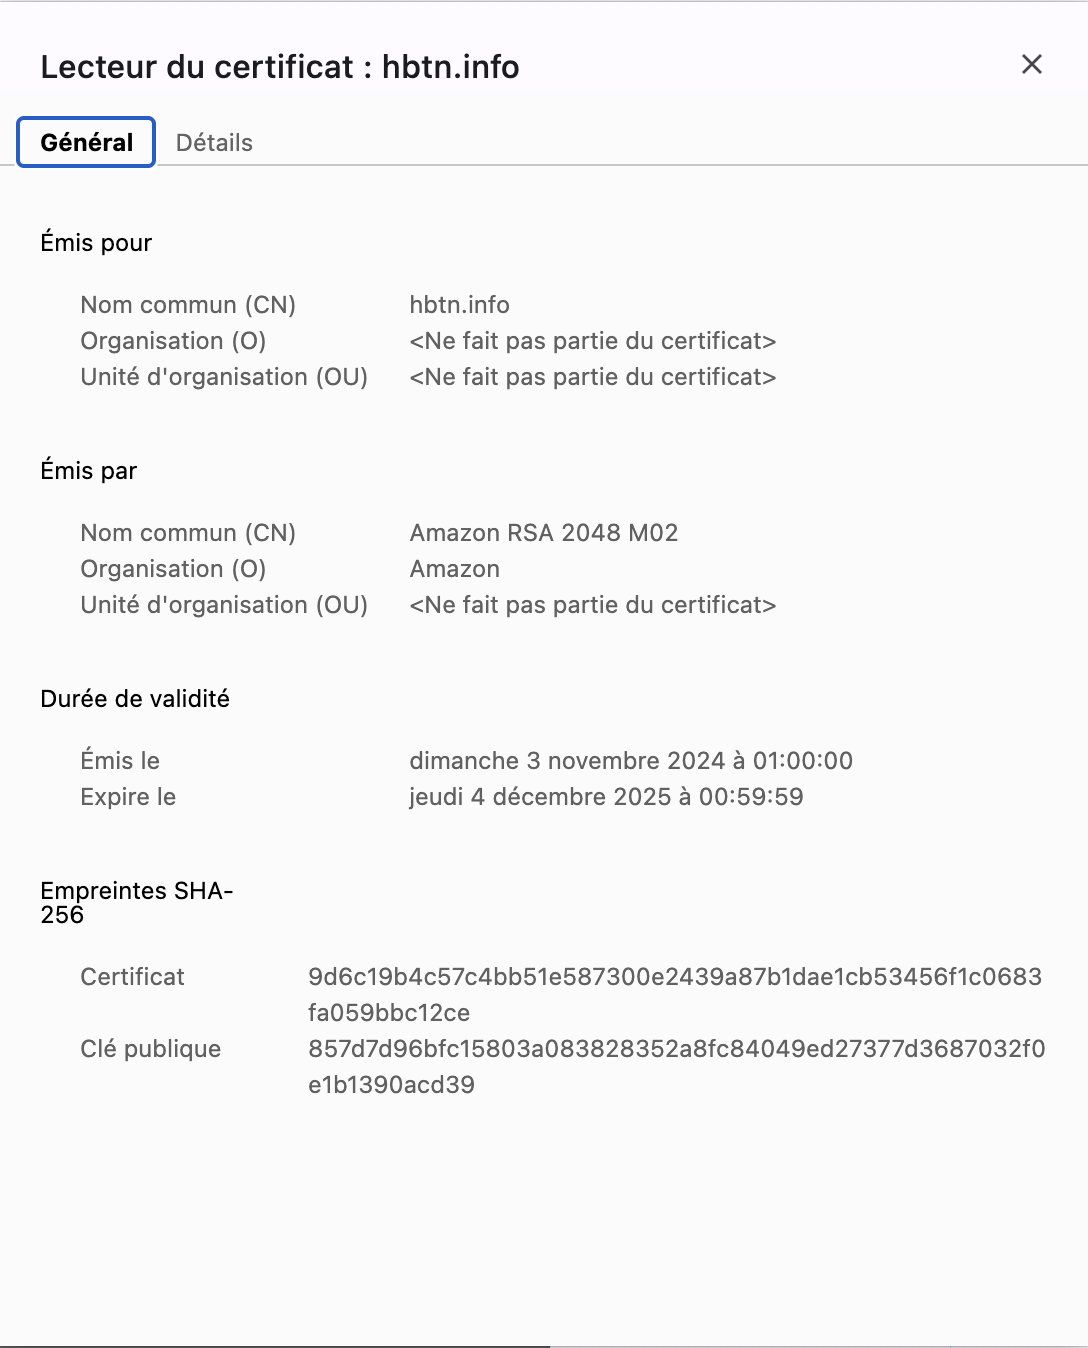 Lecteur du certificat : hbtn.info
Général Détails
Émis pour
Nom commun (CN) hbtn.info
Organisation (O) <Ne fait pas partie du certificat>
Unité d'organisation (OU) <Ne fait pas partie du certificat>
Émis par
Nom commun (CN) Amazon RSA 2048 M02
Organisation (O) Amazon
Unité d'organisation (OU) <Ne fait pas partie du certificat>
Durée de validité
Émis le dimanche 3 novembre 2024 à 01:00:00
Expire le jeudi 4 décembre 2025 à 00:59:59
Empreintes SHA-
256
Certificat 9d6c19b4c57c4bb51e587300e2439a87b1dae1cb53456f1c0683
fa059bbc12ce
Clé publique 857d7d96bfc15803a083828352a8fc84049ed27377d3687032f0
e1b1390acd39